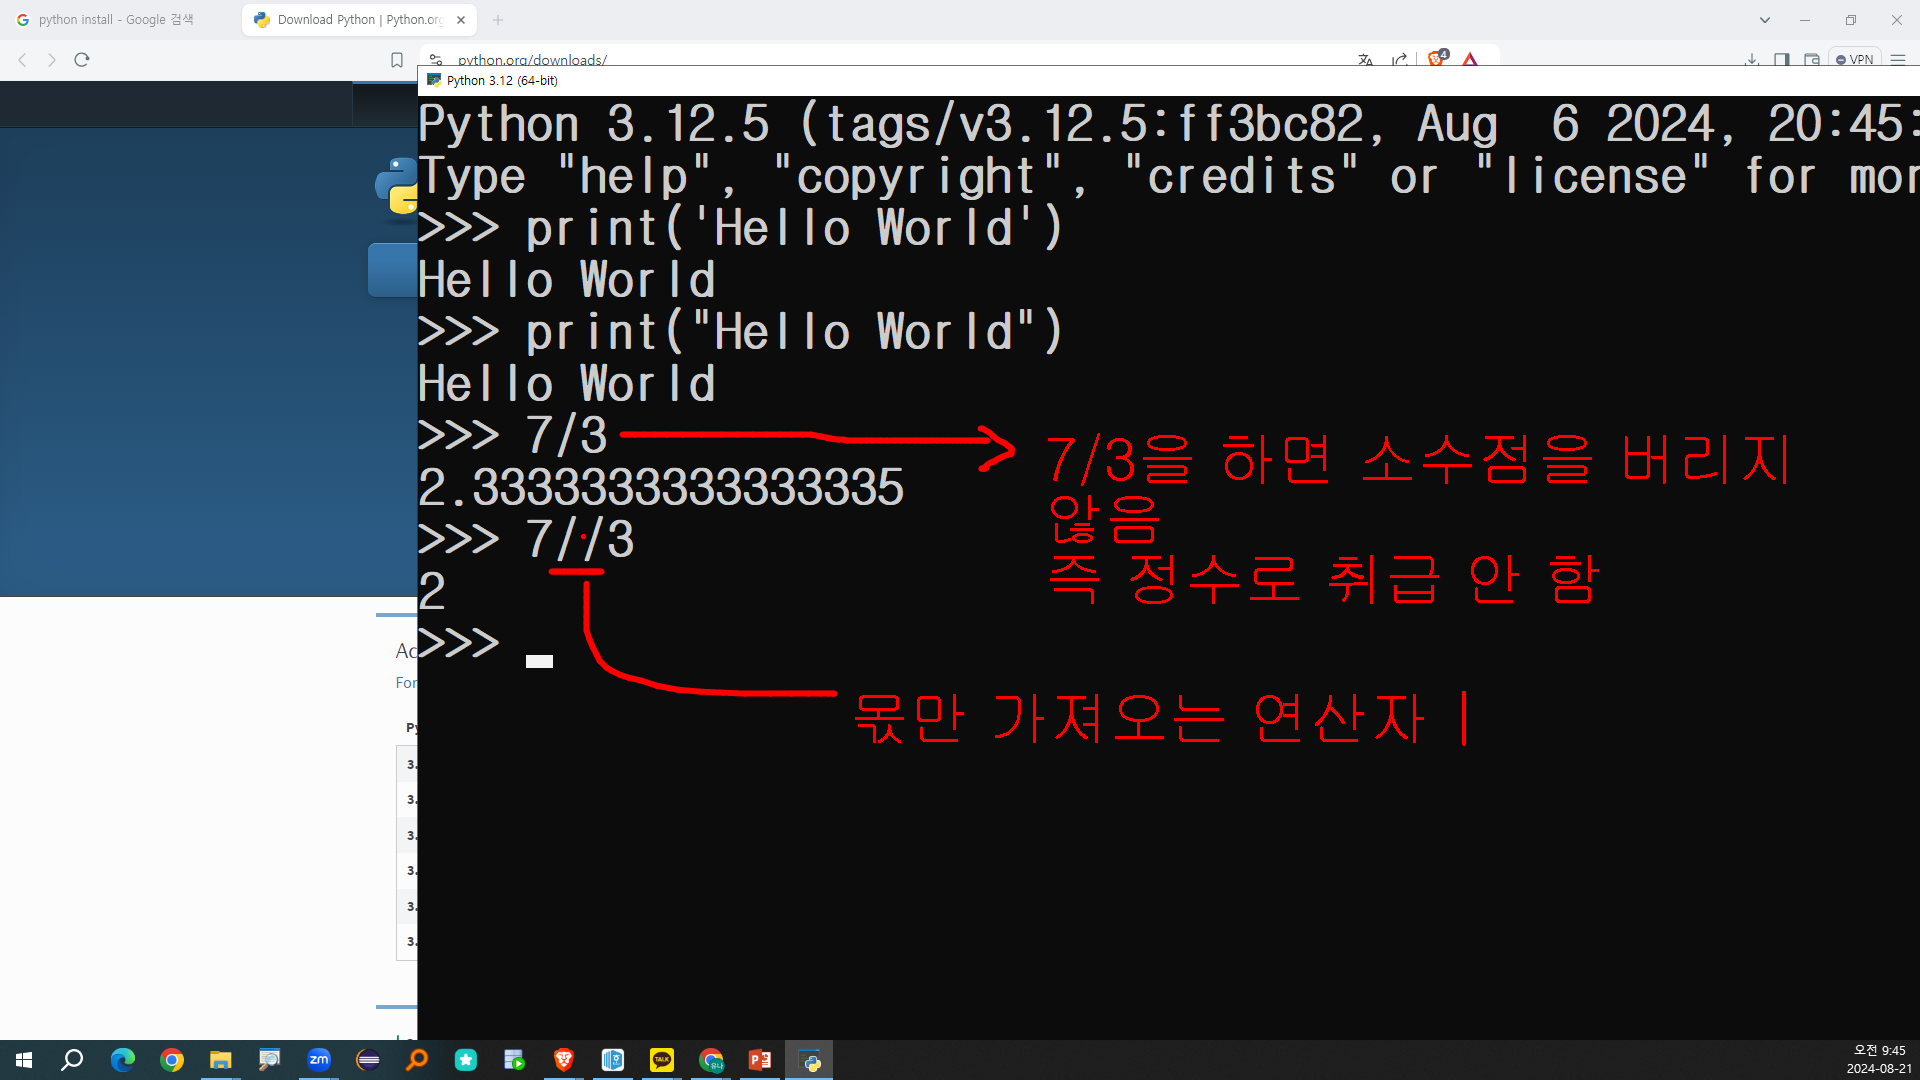 python install - Google 검색
Download Python | Python.org
python.org/downloads/
4
VPN
Python 3.12 (64-bit)
Python 3.12.5 (tags/v3.12.5:ff3bc82, Aug  6 2024, 20:45:
Type "help", "copyright", "credits" or "license" for mor
>>> print('Hello World')
Hello World
>>> print("Hello World")
Hello World
>>> 7/3
2.3333333333333335
>>> 7//3
2
>>>
7/3을 하면 소수점을 버리지
않음
즉 정수로 취급 안 함
몫만 가져오는 연산자
Ac
For
Py
3.
3.
3.
3.
3.
3.
zm
TALK
오전 9:45
2024-08-21